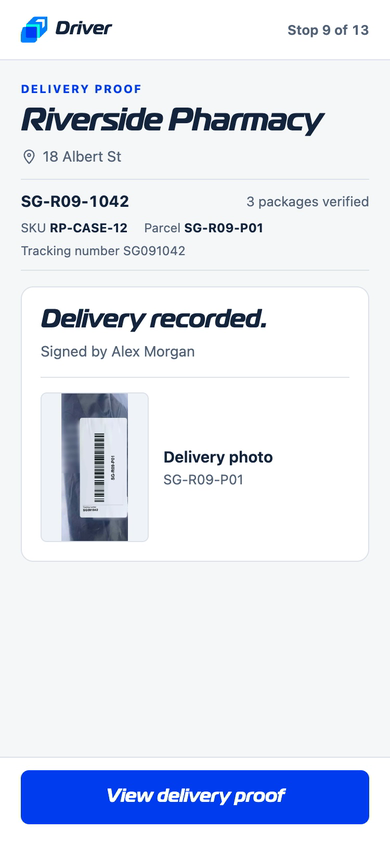 Driver
Stop 9 of 13
DELIVERY PROOF
Riverside Pharmacy
18 Albert St
SG-R09-1042
3 packages verified
SKU RP-CASE-12 Parcel SG-R09-P01
Tracking number SG091042
Delivery recorded.
Signed by Alex Morgan
SG-R09-P01
SG091042
Delivery photo
SG-R09-P01
View delivery proof